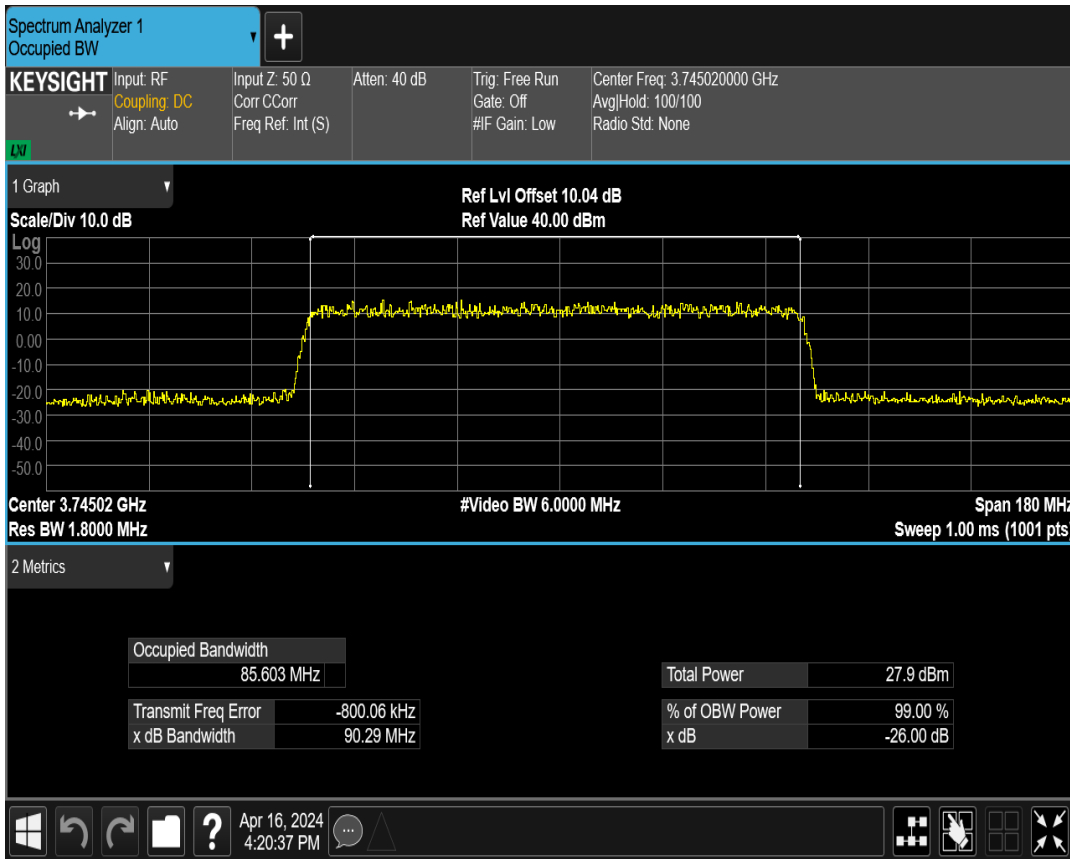 Spectrum Analyzer 1
Occupied BW
KEYSIGHT
LXI
Input: RF
Coupling: DC
Align: Auto
Input Z: 50 Ω
Corr CCorr
Freq Ref: Int (S)
Atten: 40 dB
Trig: Free Run
Gate: Off
#IF Gain: Low
Center Freq: 3.745020000 GHz
Avg|Hold: 100/100
Radio Std: None
1 Graph
Ref Lvl Offset 10.04 dB
Scale/Div 10.0 dB
Ref Value 40.00 dBm
Log
30.0
20.0
10.0
0.00
-10.0
-20.0
-30.0
-40.0
-50.0
Center 3.74502 GHz
#Video BW 6.0000 MHz
Span 180 MHz
Res BW 1.8000 MHz
Sweep 1.00 ms (1001 pts)
2 Metrics
Occupied Bandwidth
85.603 MHz
Total Power 27.9 dBm
Transmit Freq Error -800.06 kHz
% of OBW Power 99.00 %
x dB Bandwidth 90.29 MHz
x dB -26.00 dB
?
Apr 16, 2024
4:20:37 PM